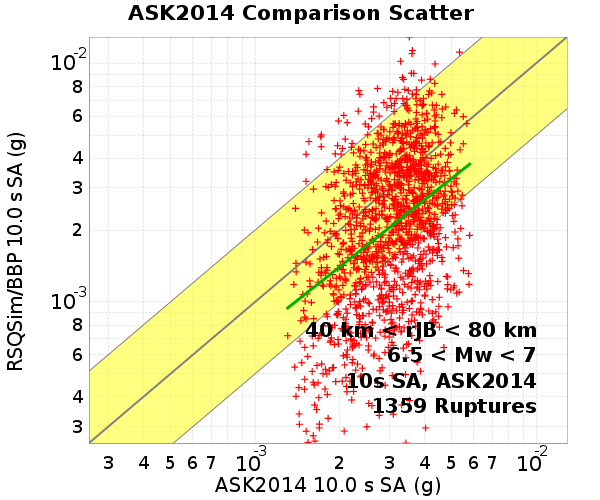 ASK2014 Comparison Scatter
RSQSim/BBP 10.0 s SA (g)
10-2
8
6
4
3
2
10-3
8
6
4
3
40 km < rJB < 80 km
6.5 < Mw < 7
10s SA, ASK2014
1359 Ruptures
3 4 5 6 7 10-3 2 3 4 5 6 7 10-2
ASK2014 10.0 s SA (g)